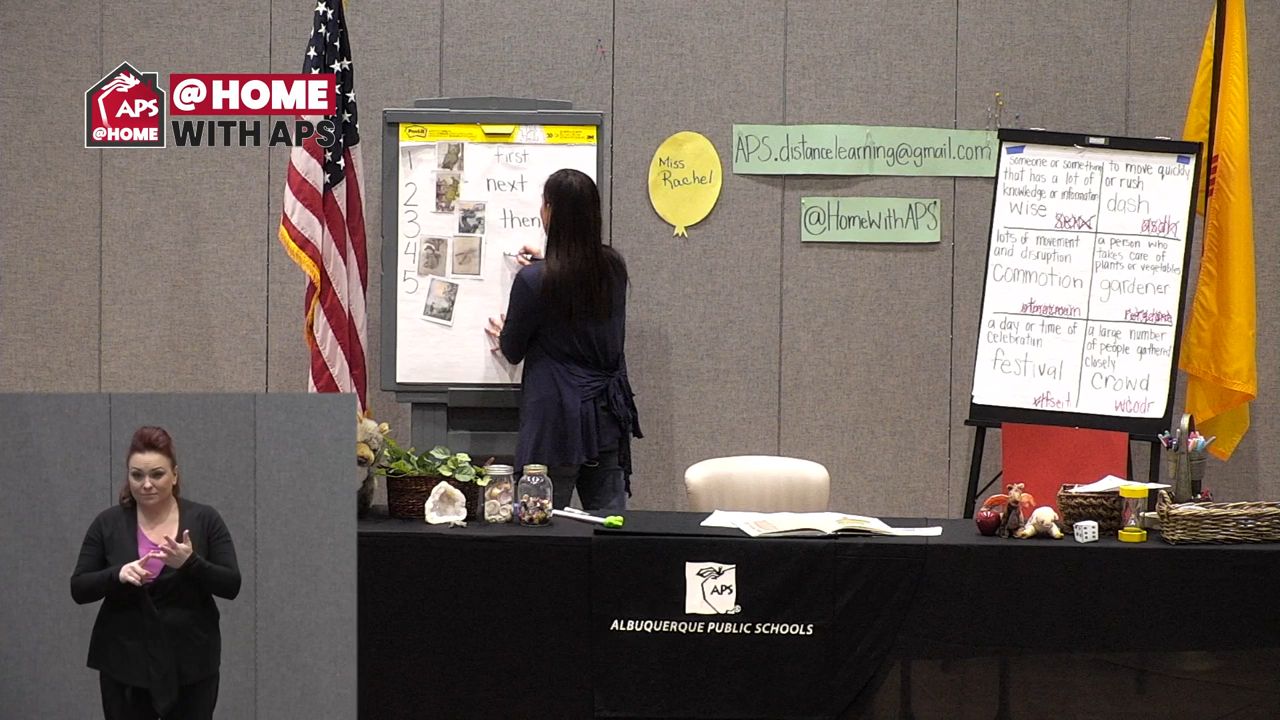 APS
@HOME
@HOME
WITH APS
Post-it
1 first
2 next
3 then
4
5
Miss
Rachel
APS.distancelearning@gmail.com
@HomeWithAPS
someone or something
that has a lot of
knowledge or information
wise
to move quickly
or rush
dash
lots of movement
and disruption
Commotion
a person who
takes care of
plants or vegetables
gardener
a day or time of
celebration
festival
a large number
of people gathered
closely
Crowd
wcodr
APS
ALBUQUERQUE PUBLIC SCHOOLS